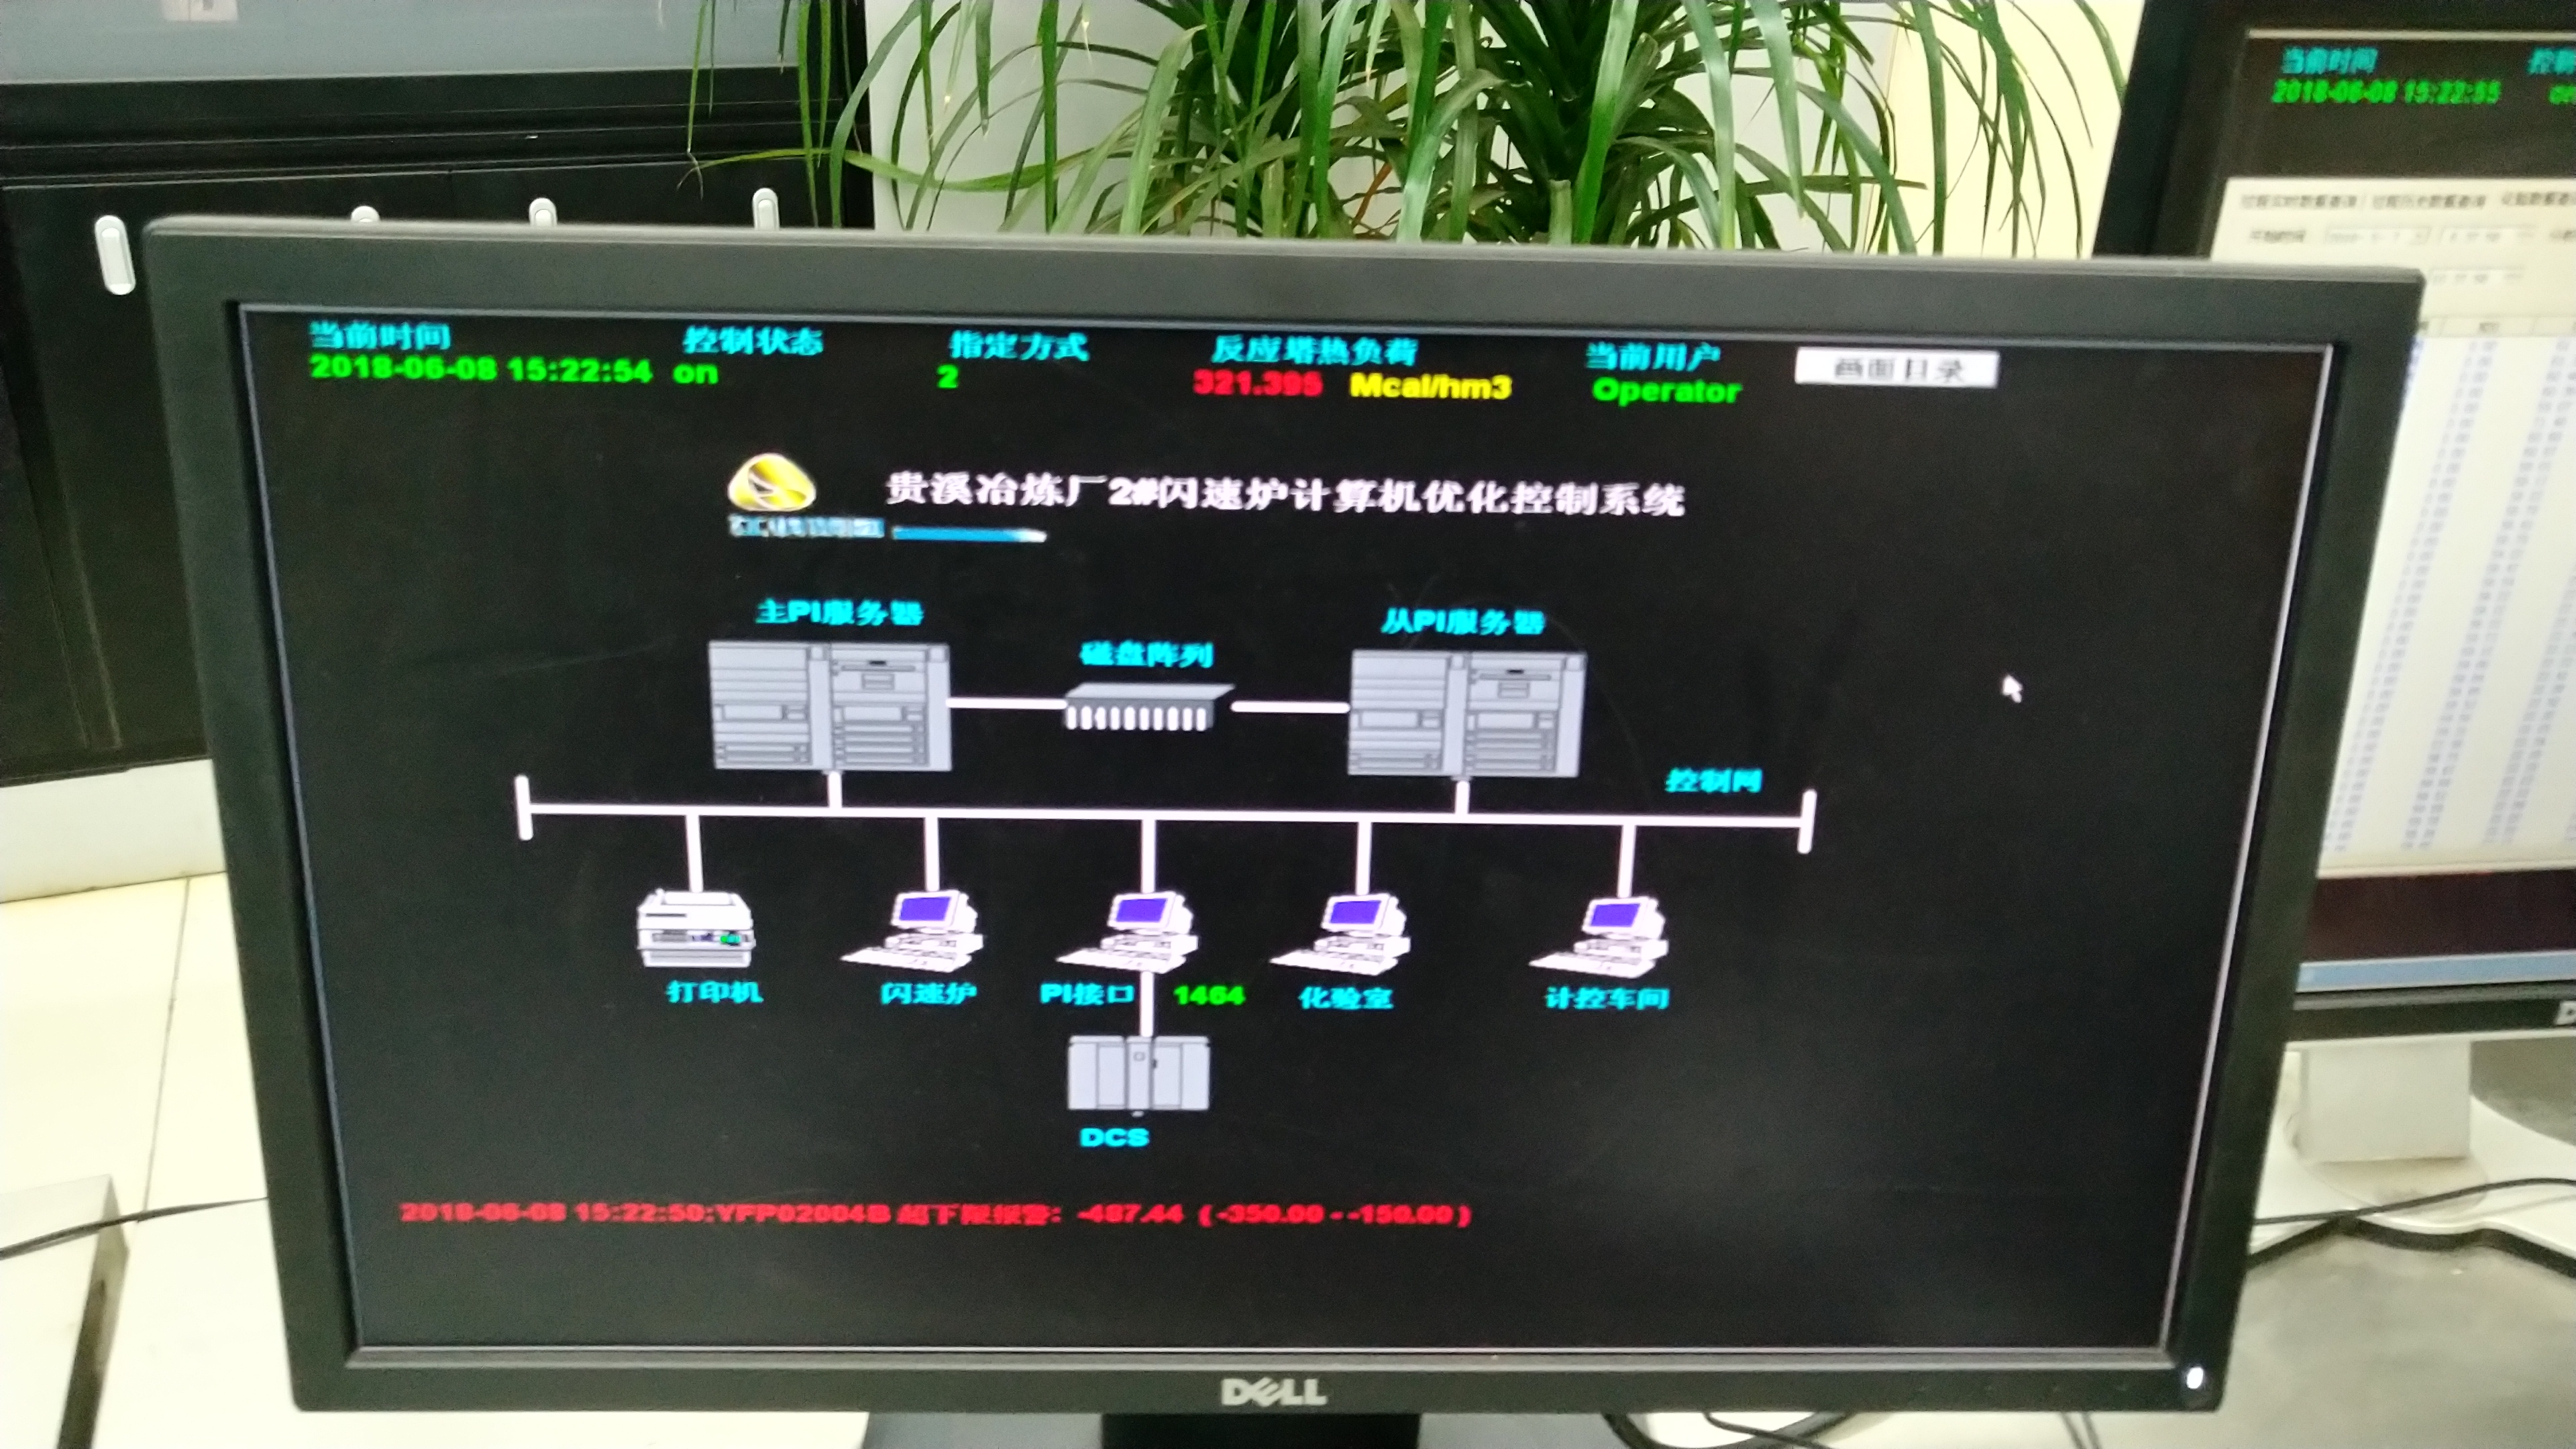 当前时间 控制状态 指定方式 反应塔热负荷 当前用户 画面目录
2018-06-08 15:22:54 on 2 321.395 Mcal/hm3 Operator
贵溪冶炼厂2#闪速炉计算机优化控制系统
主PI服务器 从PI服务器
磁盘阵列
控制网
打印机 闪速炉 PI接口 1464 化验室 计控车间
DCS
2018-06-08 15:22:50:YFP02004B 超下限报警: -487.44 (-350.00 - -150.00)
DELL
当前时间
2018-06-08 15:22:55